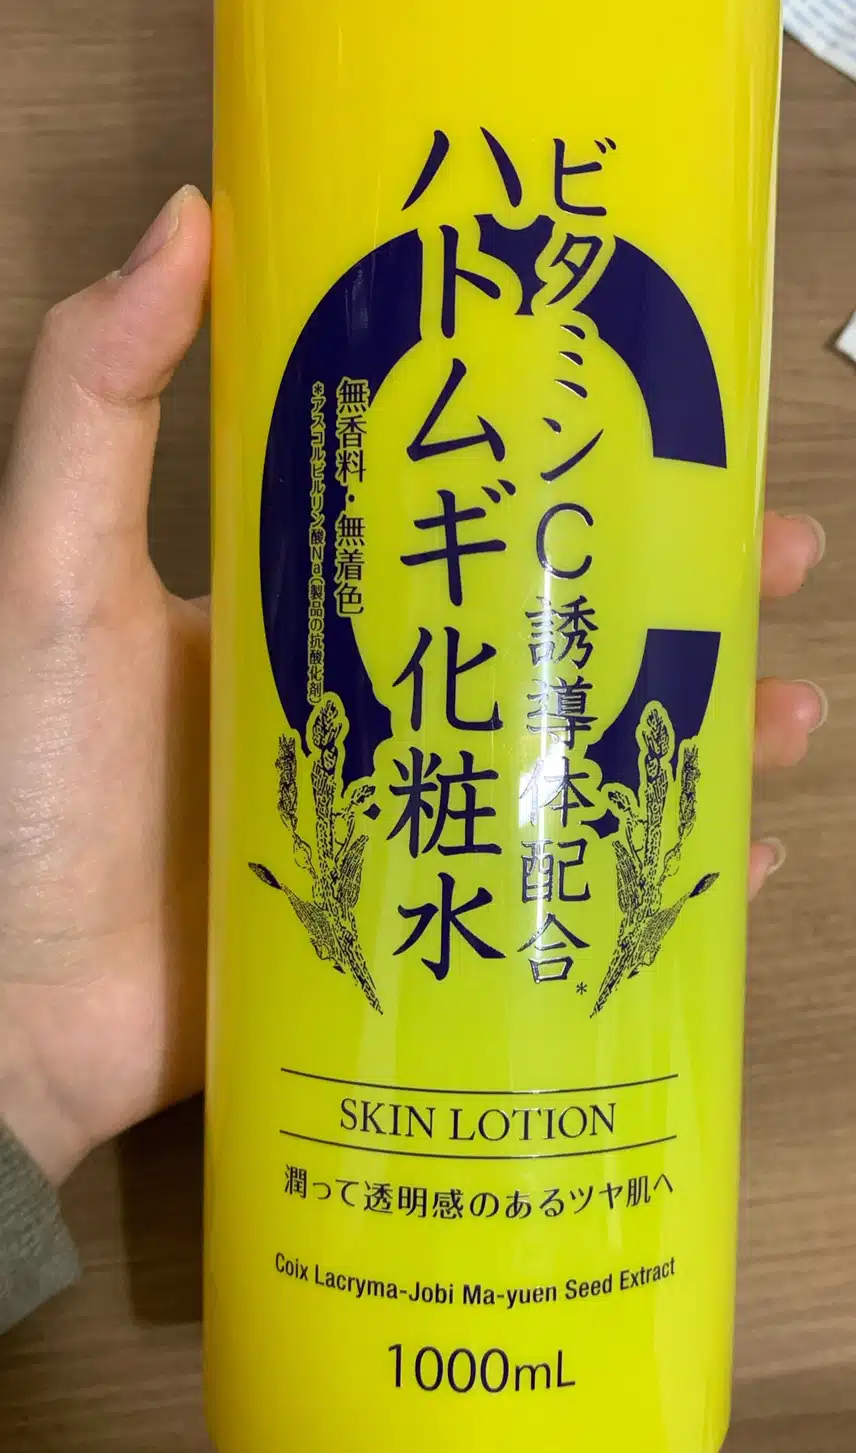 ビタミンC誘導体配合*
ハトムギ化粧水
無香料・無着色
*アスコルビルリン酸Na(製品の抗酸化剤)
SKIN LOTION
潤って透明感のあるツヤ肌へ
Coix Lacryma-Jobi Ma-yuen Seed Extract
1000mL